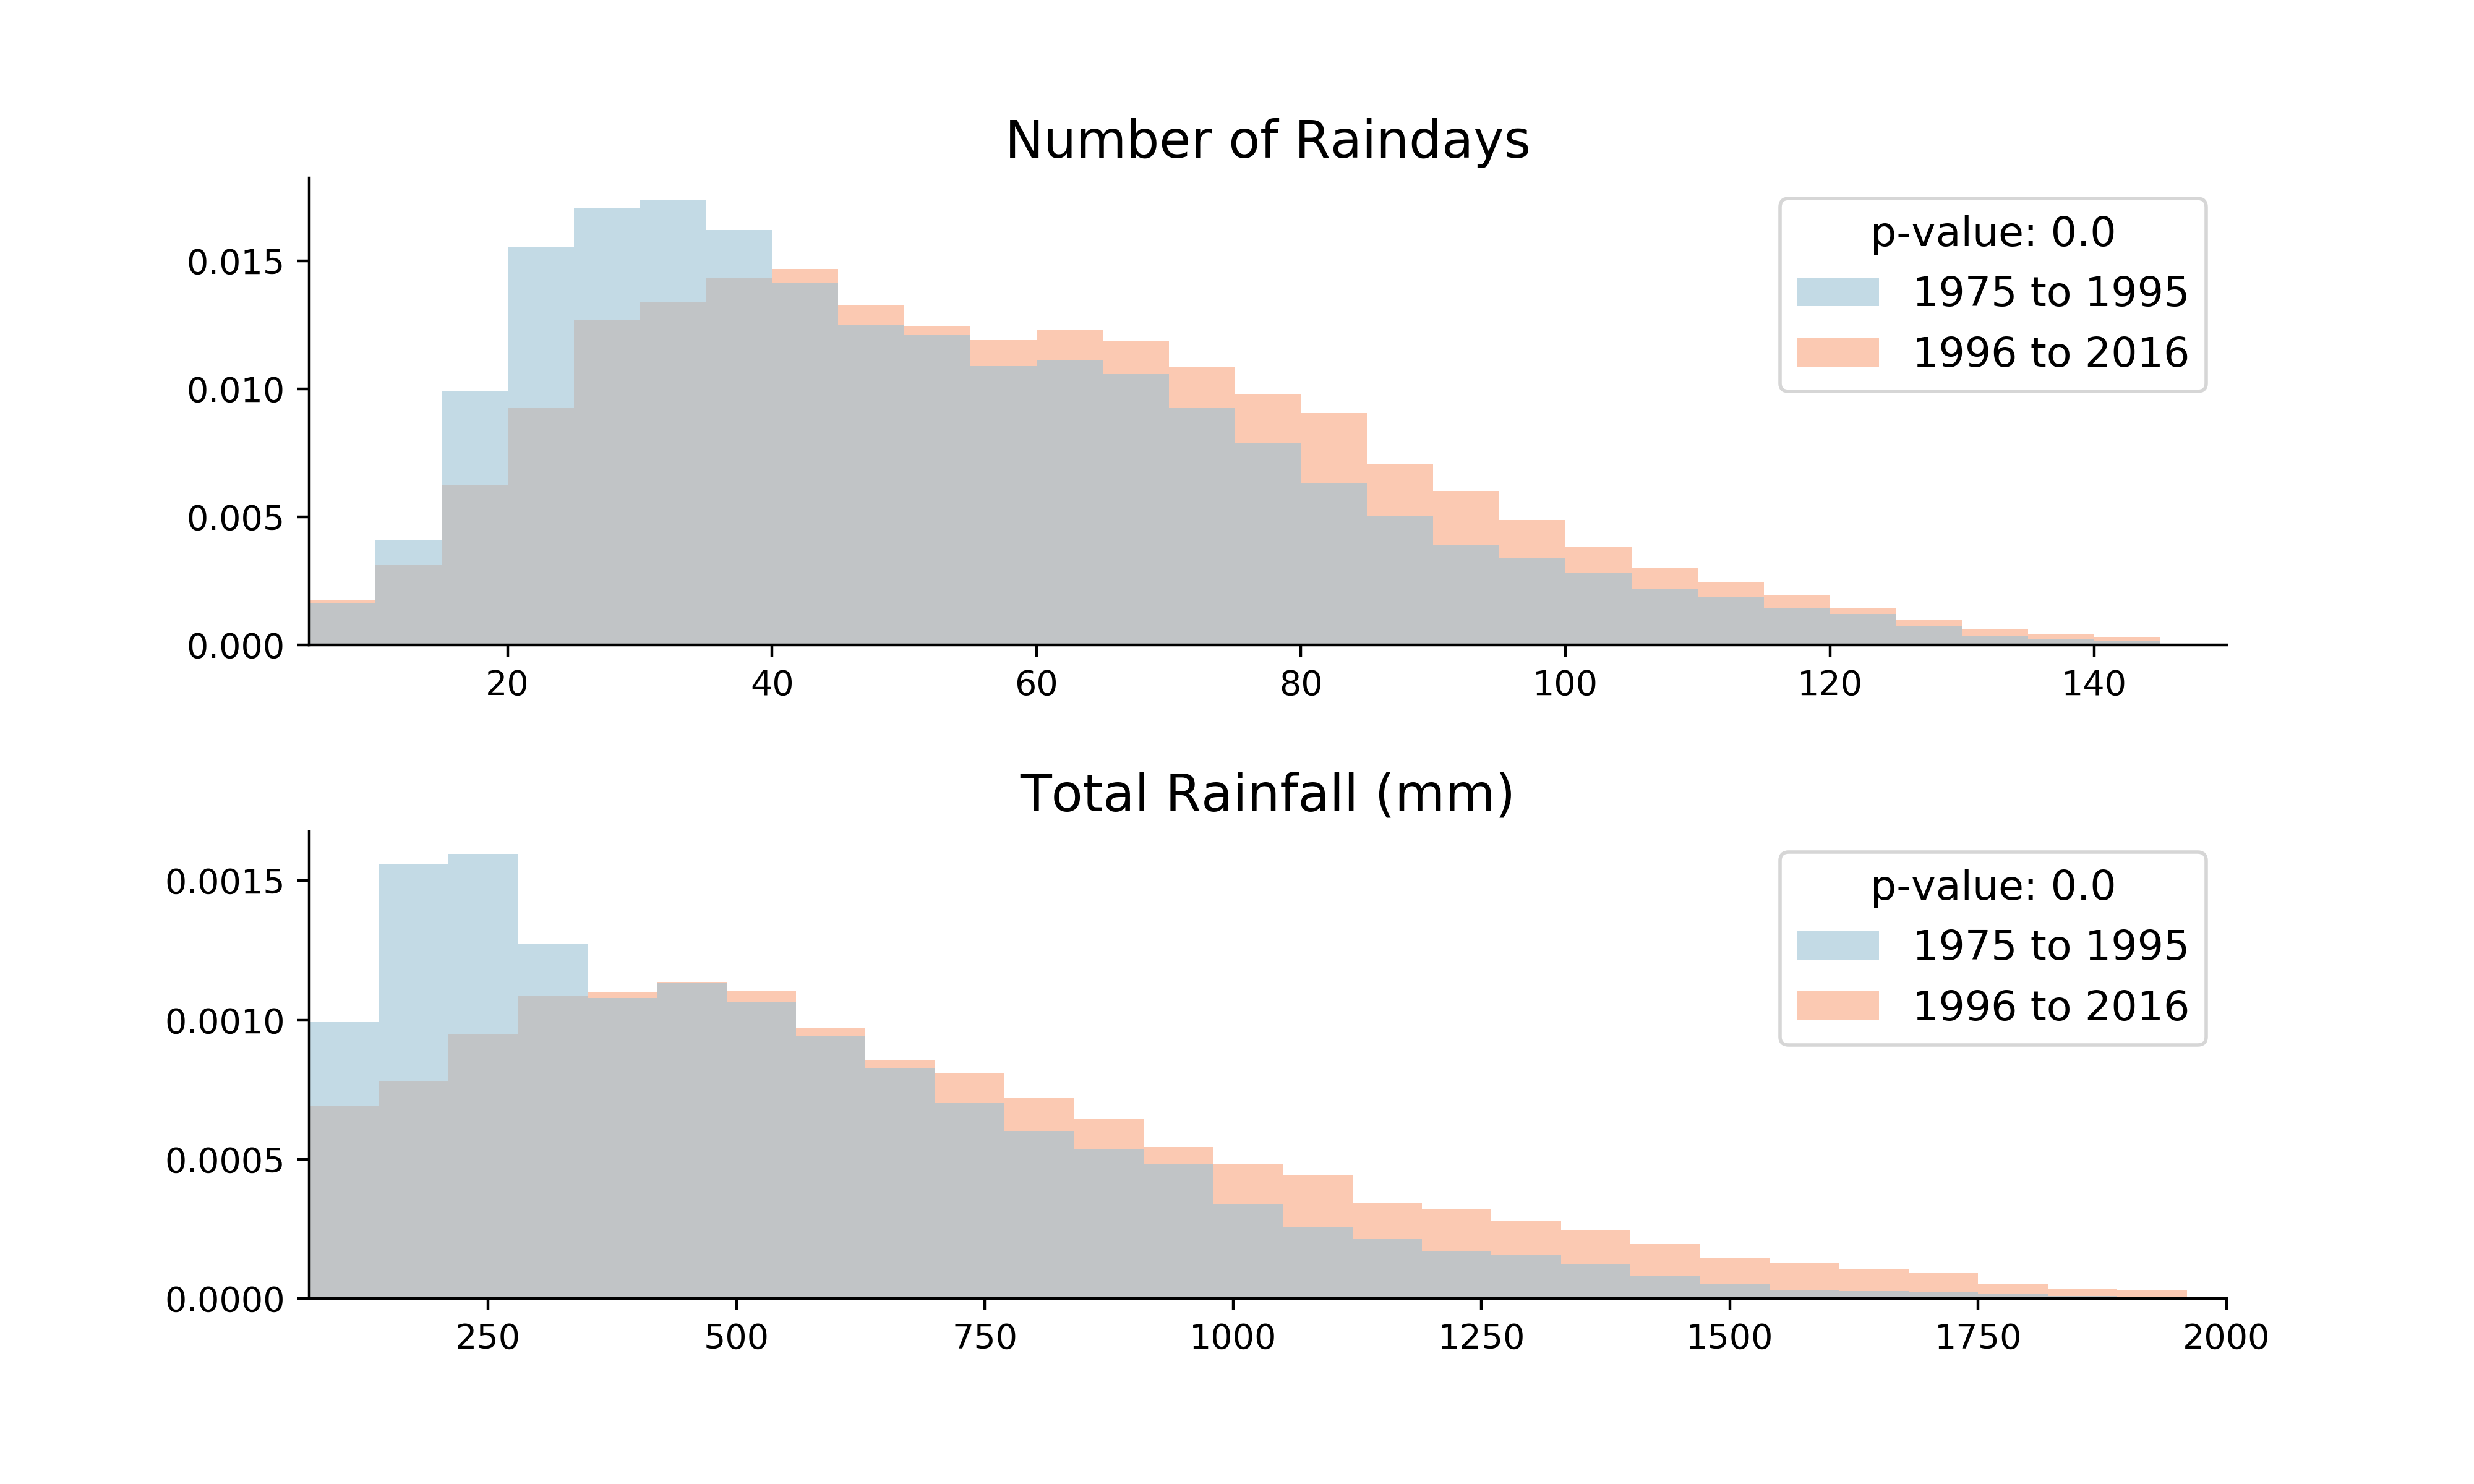 Number of Raindays
p-value: 0.0
1975 to 1995
1996 to 2016
0.015
0.010
0.005
0.000
20 40 60 80 100 120 140
Total Rainfall (mm)
p-value: 0.0
1975 to 1995
1996 to 2016
0.0015
0.0010
0.0005
0.0000
250 500 750 1000 1250 1500 1750 2000